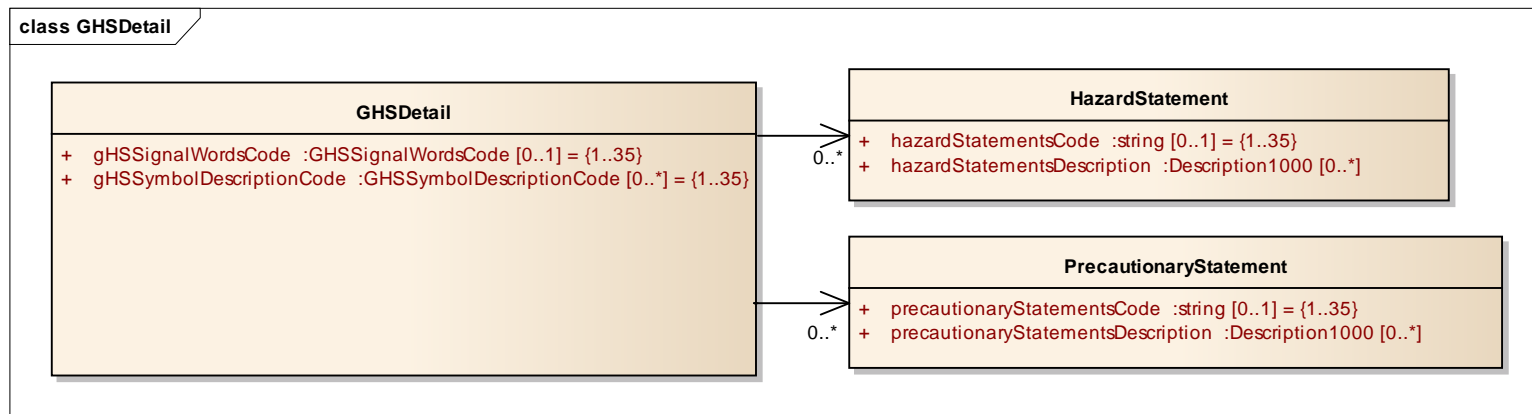 class GHSDetail
GHSDetail
+ gHSSignalWordsCode :GHSSignalWordsCode [0..1] = {1..35}
+ gHSSymbolDescriptionCode :GHSSymbolDescriptionCode [0..*] = {1..35}
0..*
HazardStatement
+ hazardStatementsCode :string [0..1] = {1..35}
+ hazardStatementsDescription :Description1000 [0..*]
0..*
PrecautionaryStatement
+ precautionaryStatementsCode :string [0..1] = {1..35}
+ precautionaryStatementsDescription :Description1000 [0..*]